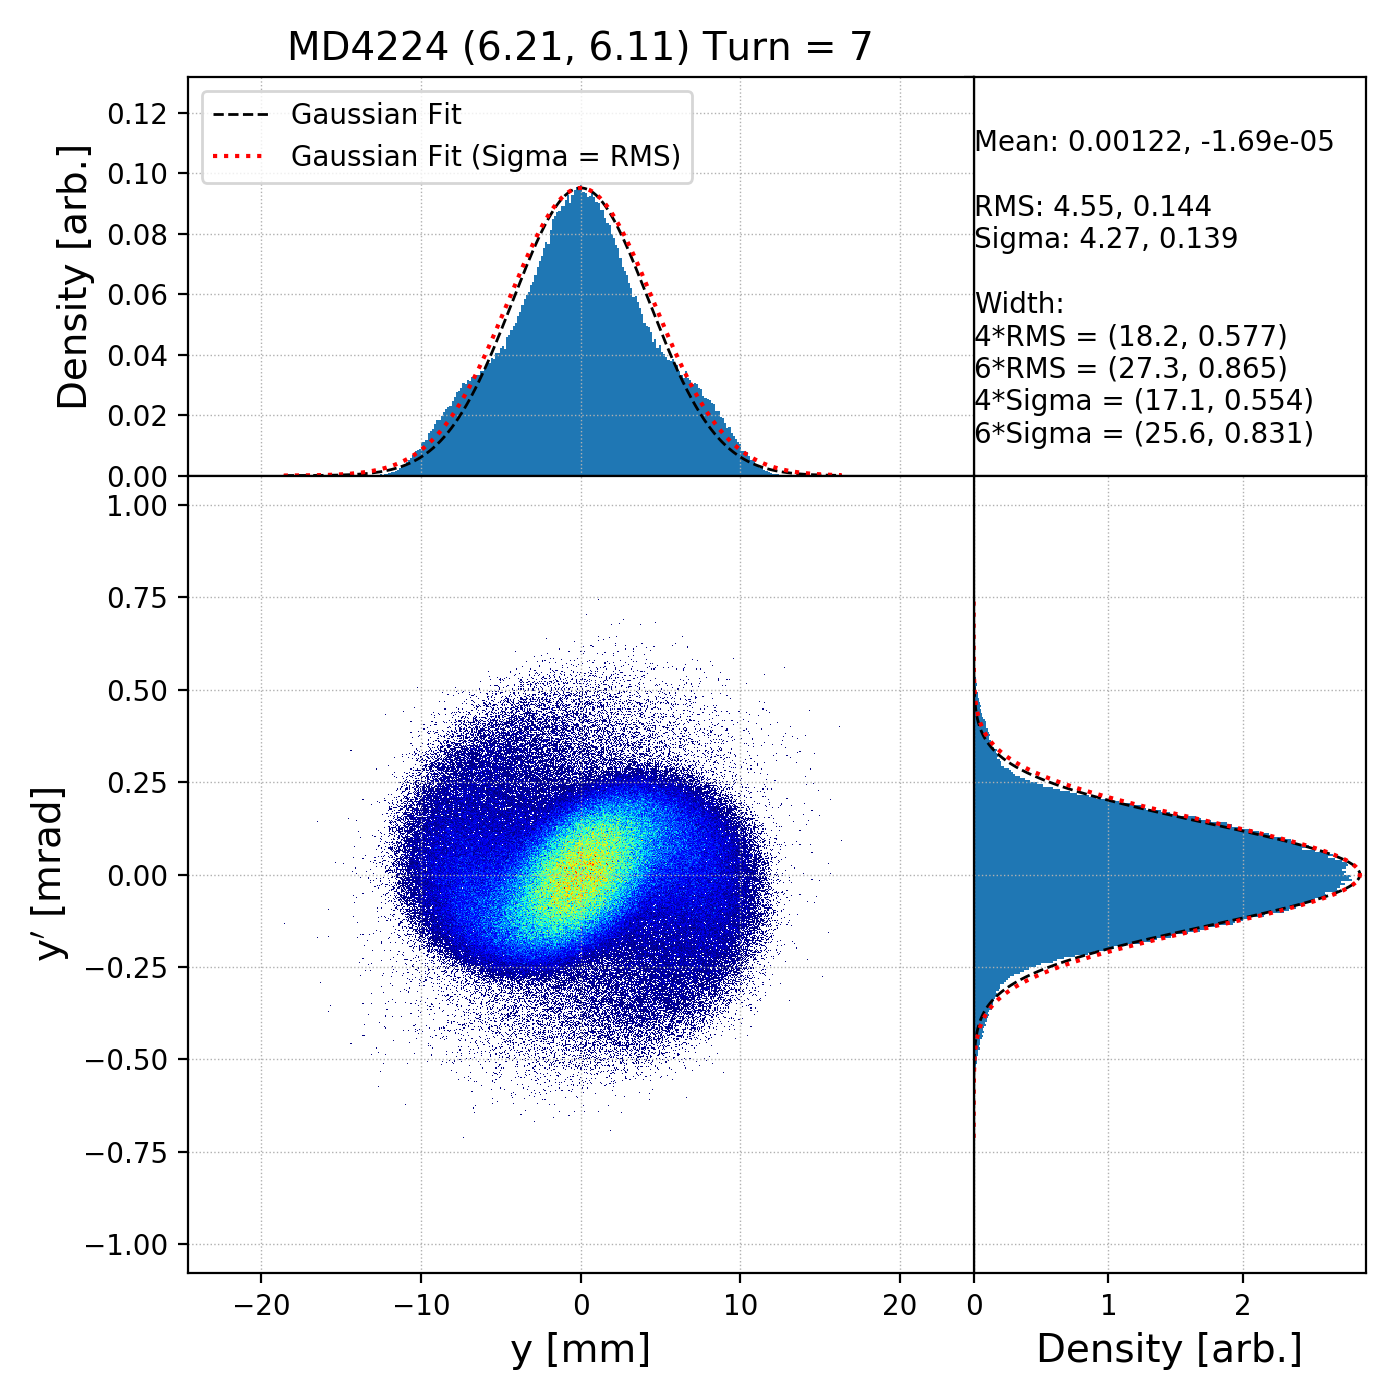 MD4224 (6.21, 6.11) Turn = 7
Gaussian Fit
Gaussian Fit (Sigma = RMS)
0.12
0.10
0.08
0.06
0.04
0.02
0.00
Density [arb.]
Mean: 0.00122, -1.69e-05
RMS: 4.55, 0.144
Sigma: 4.27, 0.139
Width:
4*RMS = (18.2, 0.577)
6*RMS = (27.3, 0.865)
4*Sigma = (17.1, 0.554)
6*Sigma = (25.6, 0.831)
1.00
0.75
0.50
0.25
0.00
−0.25
−0.50
−0.75
−1.00
y’ [mrad]
−20 −10 0 10 20
y [mm]
0 1 2
Density [arb.]